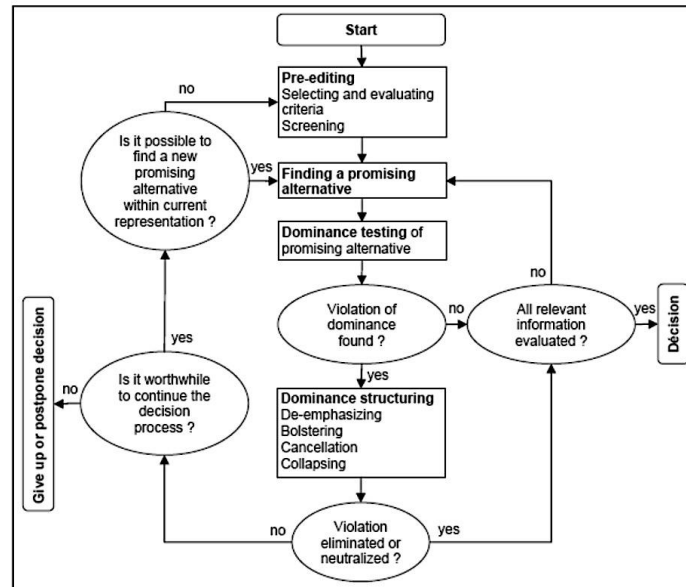 Start
no
Pre-editing
Selecting and evaluating
criteria
Screening
Is it possible to
find a new
promising
alternative
within current
representation ?
yes
Finding a promising
alternative
Dominance testing of
promising alternative
no
Violation of
dominance
found ?
no
All relevant
information
evaluated ?
yes
Décision
yes
yes
Dominance structuring
De-emphasizing
Bolstering
Cancellation
Collapsing
Is it worthwhile
to continue the
decision
process ?
no
Give up or postpone decision
no
Violation
eliminated or
neutralized ?
yes